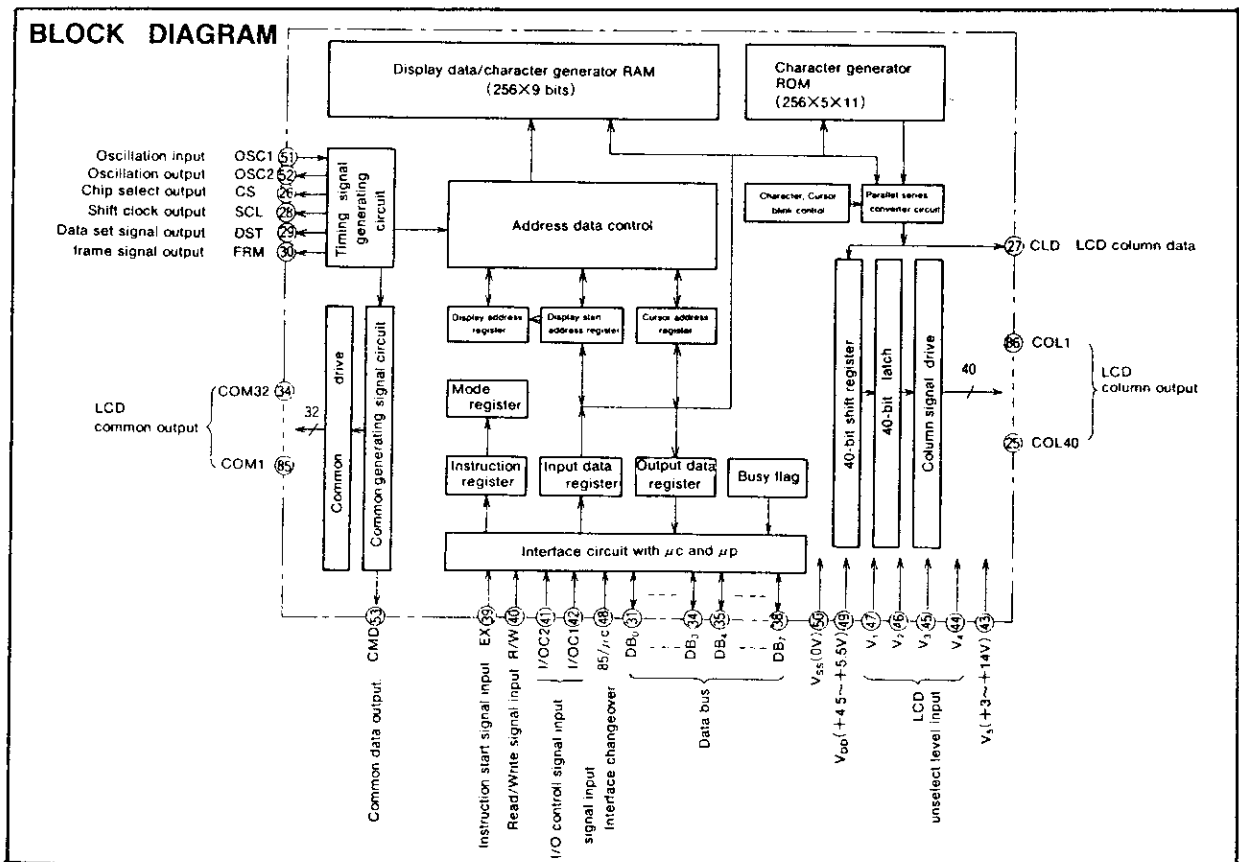 BLOCK DIAGRAM
Display data/character generator RAM
(256×9 bits)
Character generator
ROM
(256×5×11)
Oscillation input OSC1 51
Oscillation output OSC2 52
Chip select output CS 26
Shift clock output SCL 28
Data set signal output DST 29
frame signal output FRM 30
Timing signal
generating
circuit
Address data control
Character, Cursor
blink control
Parallel series
converter circuit
27 CLD LCD column data
Display address
register
Display start
address register
Cursor address
register
Common drive
Common generating signal circuit
40-bit shift register
40-bit latch
Column signal drive
40
86 COL1
LCD
column output
25 COL40
COM32 34
LCD
common output
32
COM1 85
Mode
register
Instruction
register
Input data
register
Output data
register
Busy flag
Interface circuit with μc and μp
53 39 40 41 42 48 31 34 35 38 50 49 47 46 45 44 43
CMD
EX
R/W
I/OC2
I/OC1
85/μc
DB0
DB3
DB4
DB7
VSS(0V)
VDD(+4.5~+5.5V)
V1
V2
V3
V4
V5(+3~+14V)
Common data output
Instruction start signal input
Read/Write signal input
I/O controll signal input
signal input
Interface changeover
Data bus
LCD
unselect level input